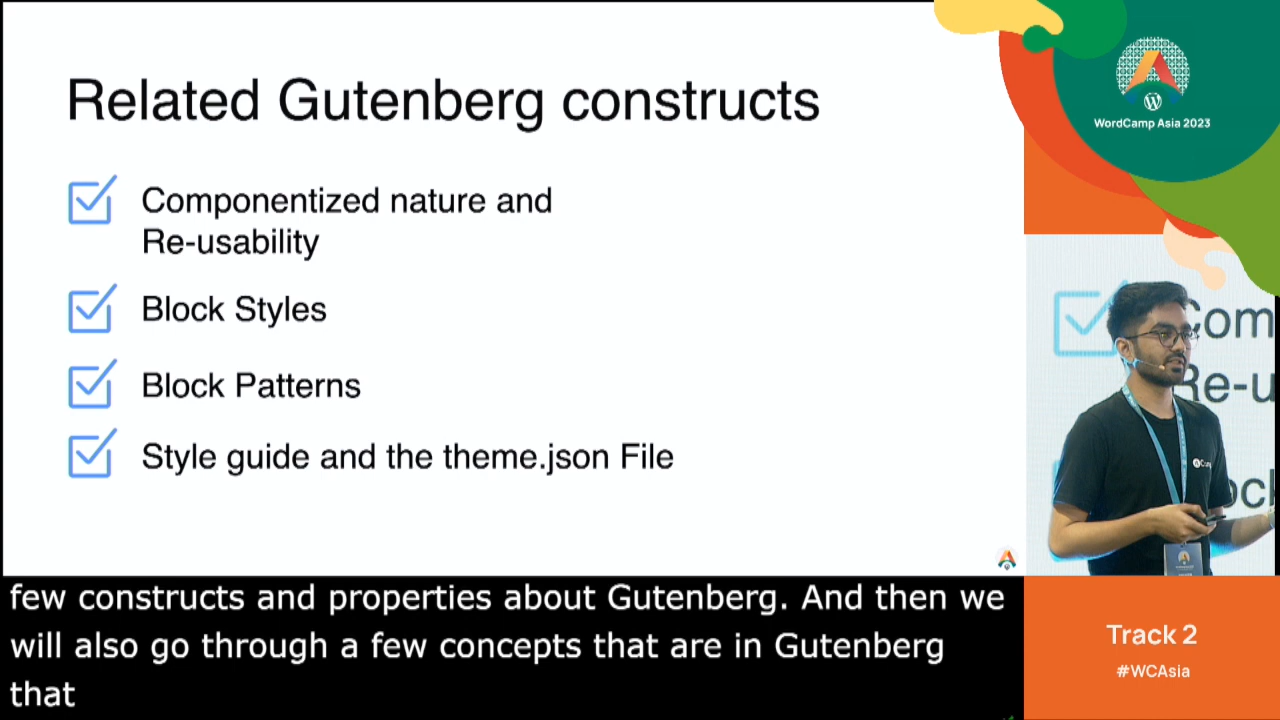 Related Gutenberg constructs
Componentized nature and
Re-usability
Block Styles
Block Patterns
Style guide and the theme.json File
few constructs and properties about Gutenberg. And then we
will also go through a few concepts that are in Gutenberg
that
WordCamp Asia 2023
Com
Re-u
Track 2
#WCAsia